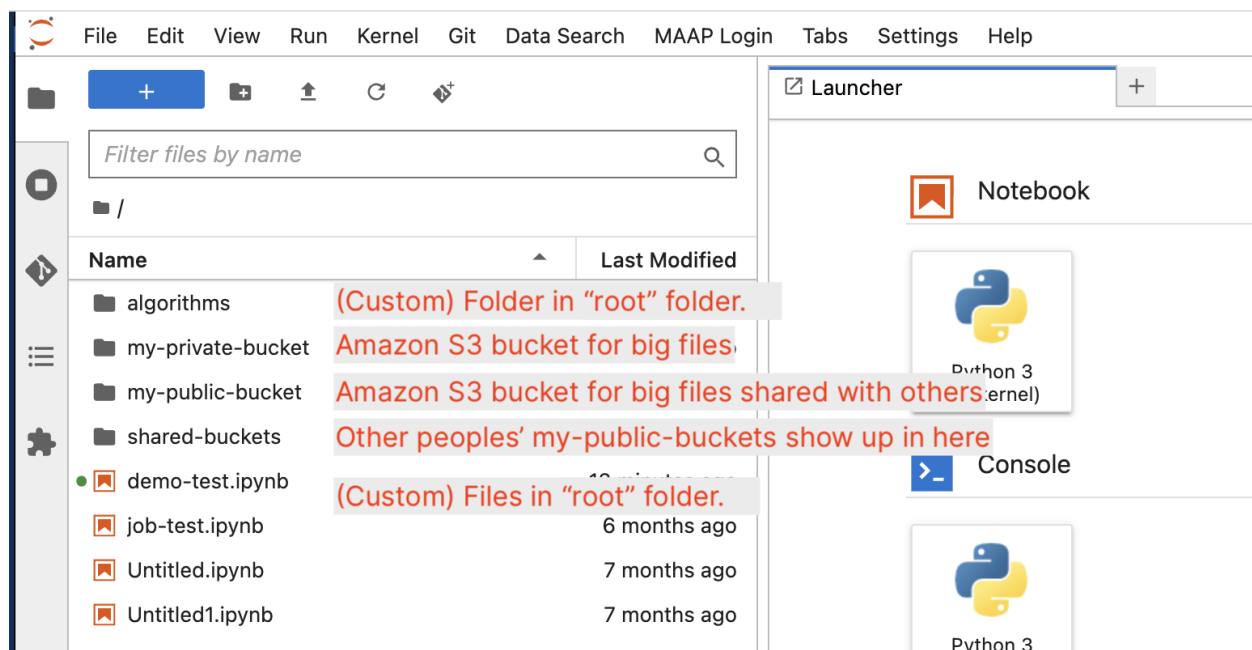 File Edit View Run Kernel Git Data Search MAAP Login Tabs Settings Help
Launcher
Filter files by name
/
Name Last Modified
algorithms (Custom) Folder in “root” folder.
my-private-bucket Amazon S3 bucket for big files
my-public-bucket Amazon S3 bucket for big files shared with others
shared-buckets Other peoples’ my-public-buckets show up in here
demo-test.ipynb
(Custom) Files in “root” folder.
job-test.ipynb 6 months ago
Untitled.ipynb 7 months ago
Untitled1.ipynb 7 months ago
Notebook
Python 3
Console
Python 3